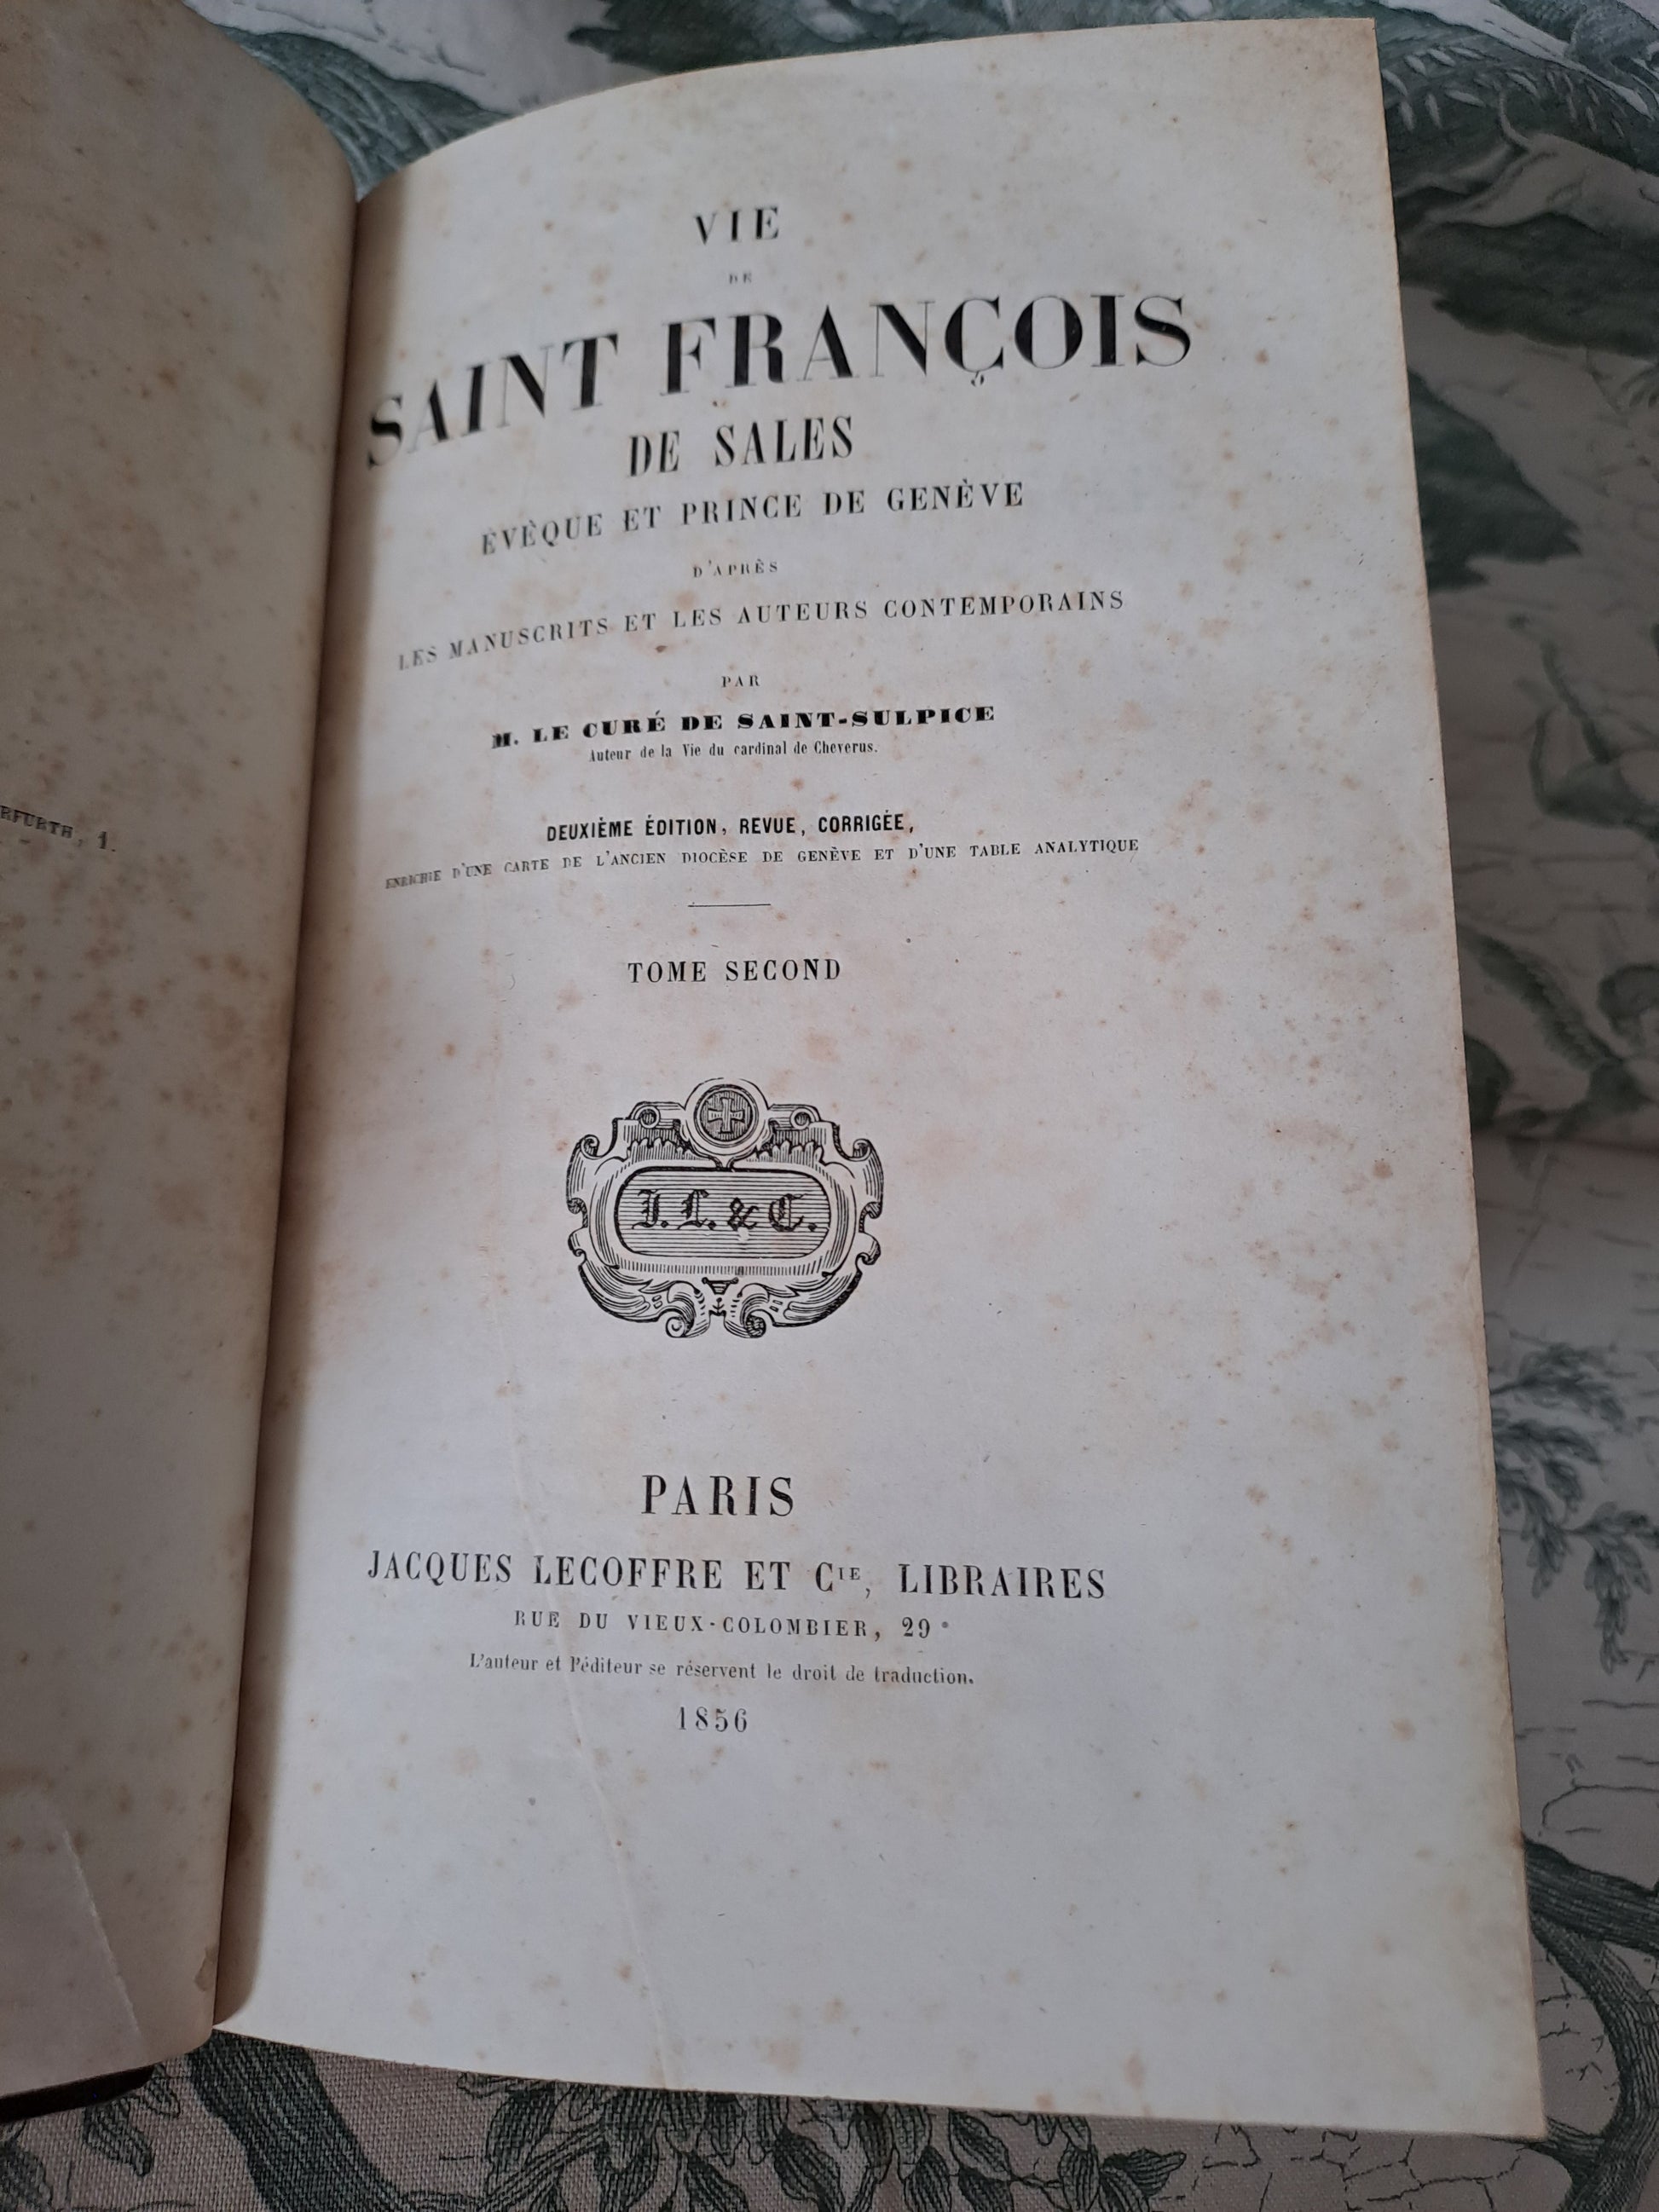 RFURTH, 1.
VIE
DE
SAINT FRANÇOIS
DE SALES
ÉVÊQUE ET PRINCE DE GENÈVE
D'APRÈS
LES MANUSCRITS ET LES AUTEURS CONTEMPORAINS
PAR
M. LE CURÉ DE SAINT-SULPICE
Auteur de la Vie du cardinal de Cheverus.
DEUXIÈME ÉDITION, REVUE, CORRIGÉE,
ENRICHIE D'UNE CARTE DE L'ANCIEN DIOCÈSE DE GENÈVE ET D'UNE TABLE ANALYTIQUE
TOME SECOND
J. L. & C.
PARIS
JACQUES LECOFFRE ET CIE, LIBRAIRES
RUE DU VIEUX-COLOMBIER, 29
L'auteur et l'éditeur se réservent le droit de traduction.
1856